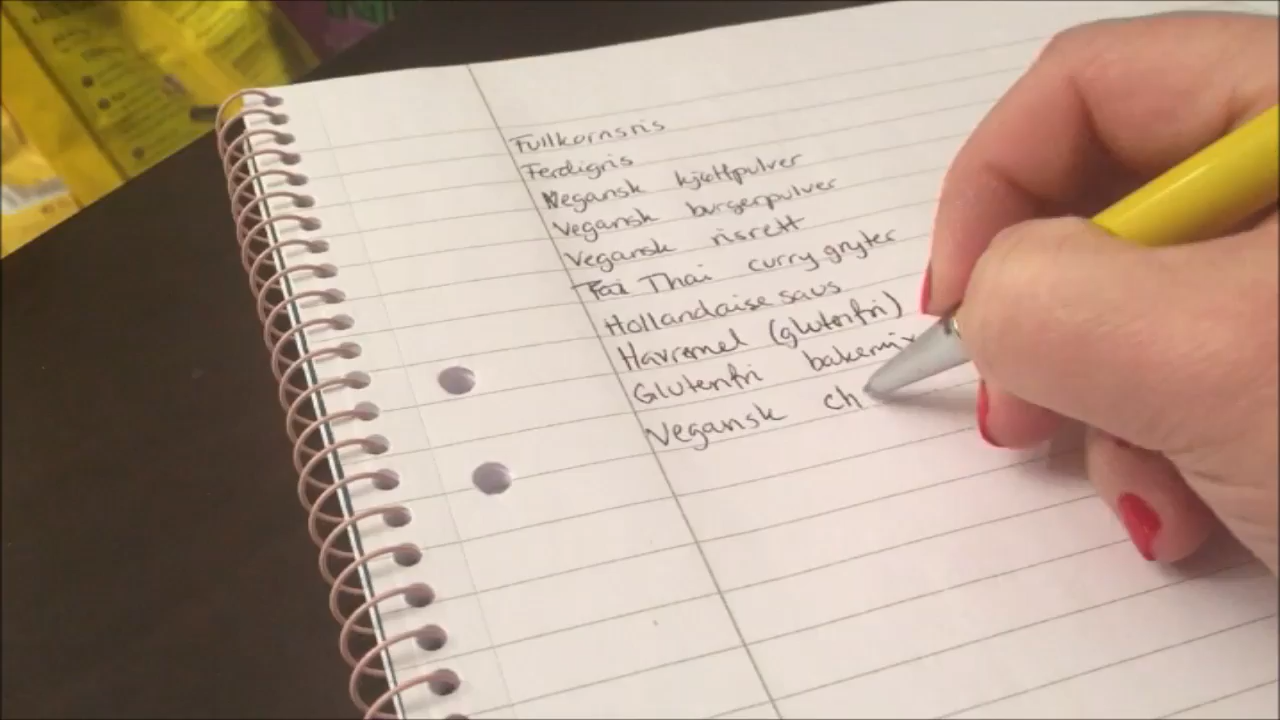 Fullkornsris
Ferdigris
Vegansk kjøttpulver
Vegansk burgerpulver
Vegansk risrett
Thai curry gryter
Hollandaise saus
Havremel (glutenfri)
Glutenfri bakemix
Vegansk ch